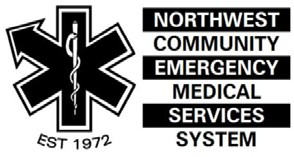 NORTHWEST
COMMUNITY
EMERGENCY
MEDICAL
SERVICES
SYSTEM
EST 1972